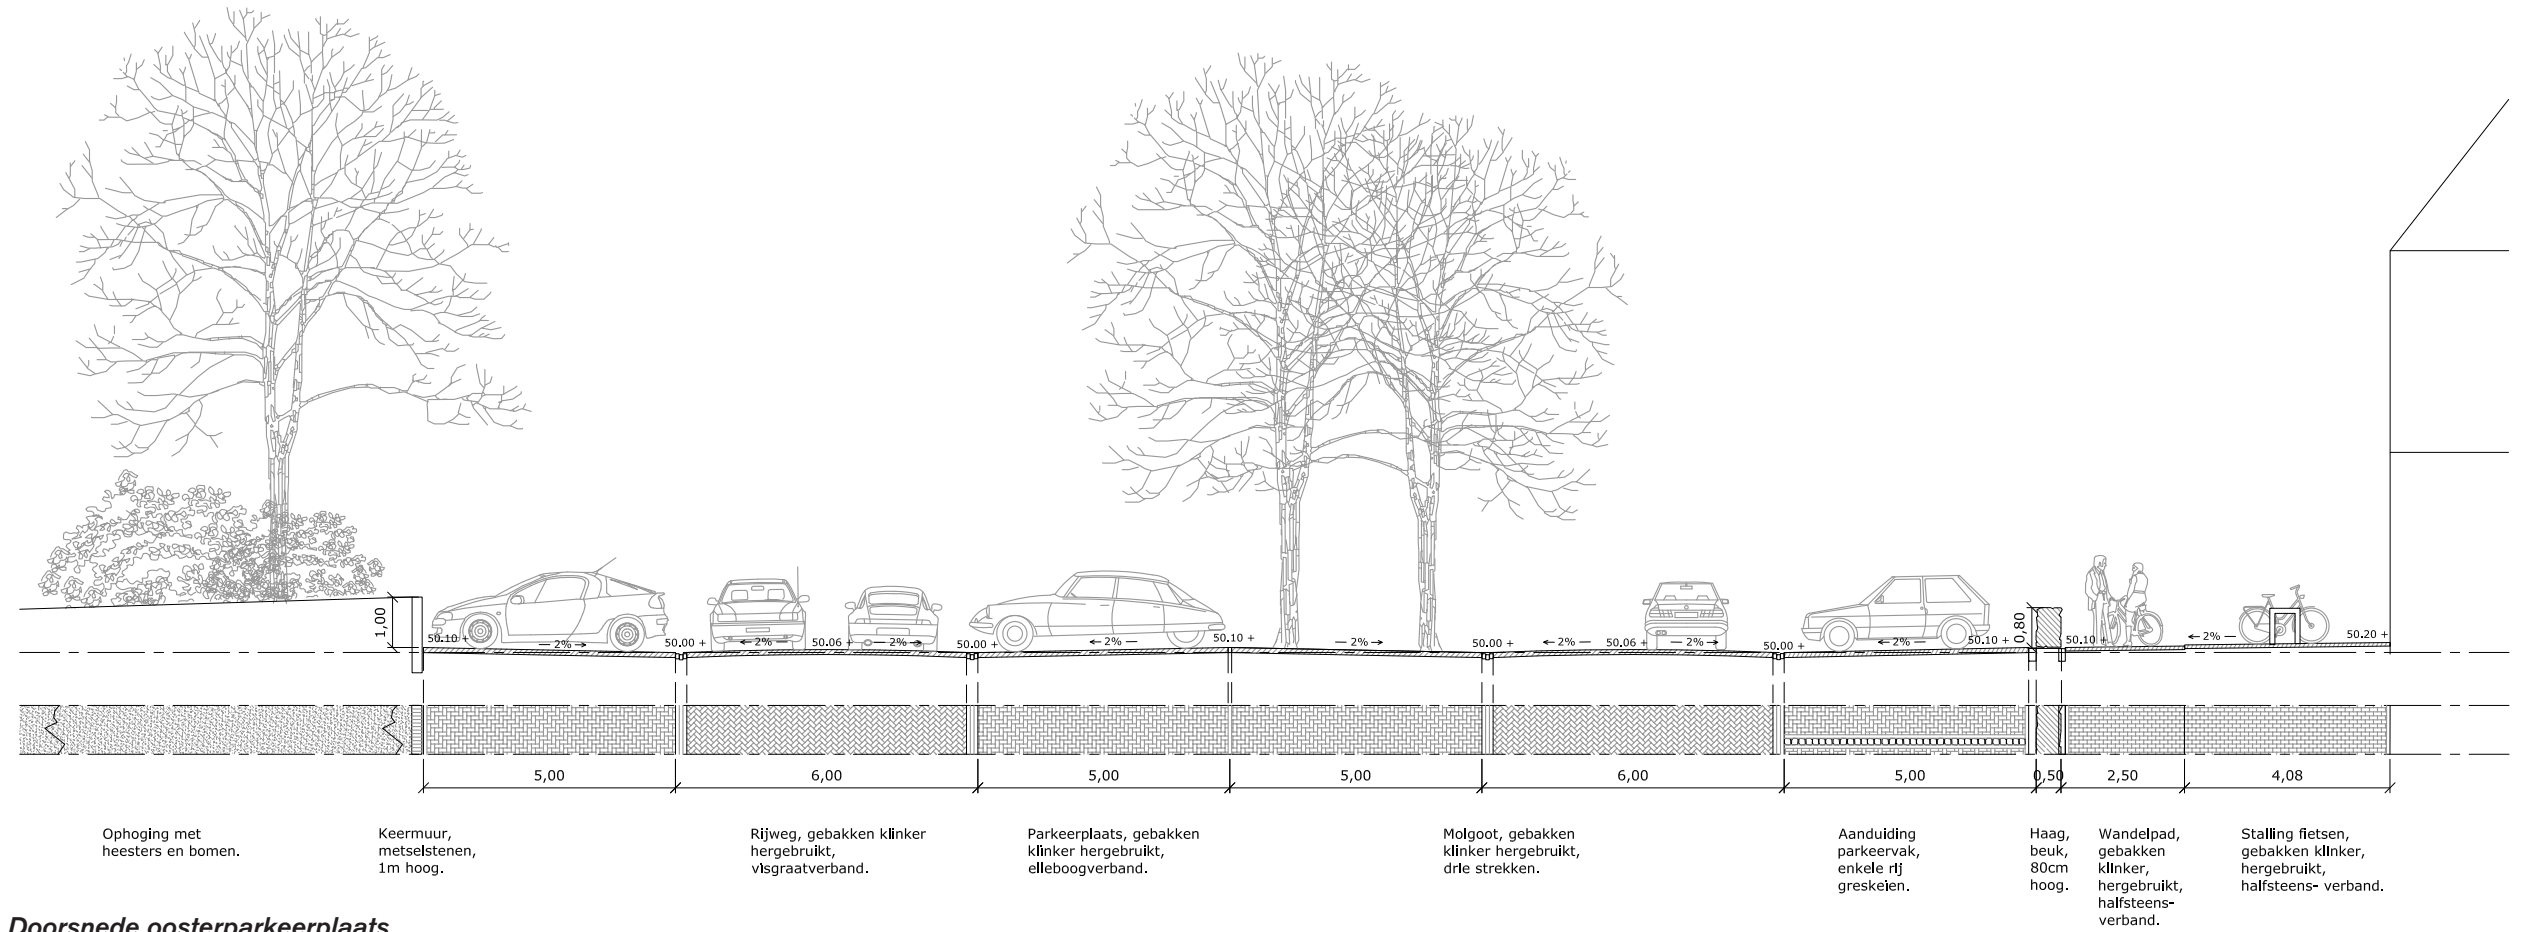 1,00
50.10 +
2%
50.00 +
2%
50.06 +
2%
50.00 +
2%
50.10 +
2%
50.00 +
2%
50.06 +
2%
50.00 +
2%
50.10 +
0,80
50.10 +
2%
50.20 +
5,00
6,00
5,00
5,00
6,00
5,00
0,50
2,50
4,08
Ophoging met
heesters en bomen.
Keermuur,
metselstenen,
1m hoog.
Rijweg, gebakken klinker
hergebruikt,
visgraatverband.
Parkeerplaats, gebakken
klinker hergebruikt,
elleboogverband.
Molgoot, gebakken
klinker hergebruikt,
drie strekken.
Aanduiding
parkeervak,
enkele rij
greskeien.
Haag,
beuk,
80cm
hoog.
Wandelpad,
gebakken
klinker,
hergebruikt,
halfsteens-
verband.
Stalling fietsen,
gebakken klinker,
hergebruikt,
halfsteens- verband.
Doorsnede oosterparkeerplaats